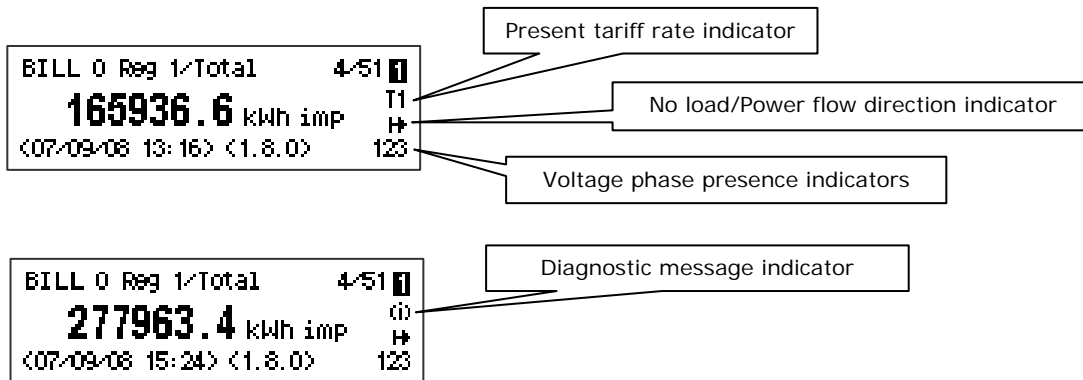 Present tariff rate indicator
BILL 0 Reg 1/Total 4/51 1
T1
165936.6 kWh imp
No load/Power flow direction indicator
(07/09/08 13:16) (1.8.0) 123
Voltage phase presence indicators
Diagnostic message indicator
BILL 0 Reg 1/Total 4/51 1
(i)
277963.4 kWh imp
(07/09/08 15:24) (1.8.0) 123